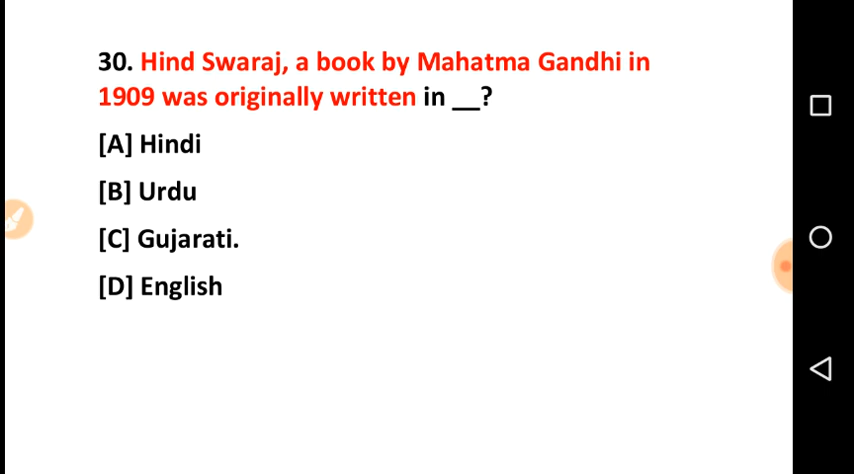 30. Hind Swaraj, a book by Mahatma Gandhi in
1909 was originally written in __?
[A] Hindi
[B] Urdu
[C] Gujarati.
[D] English